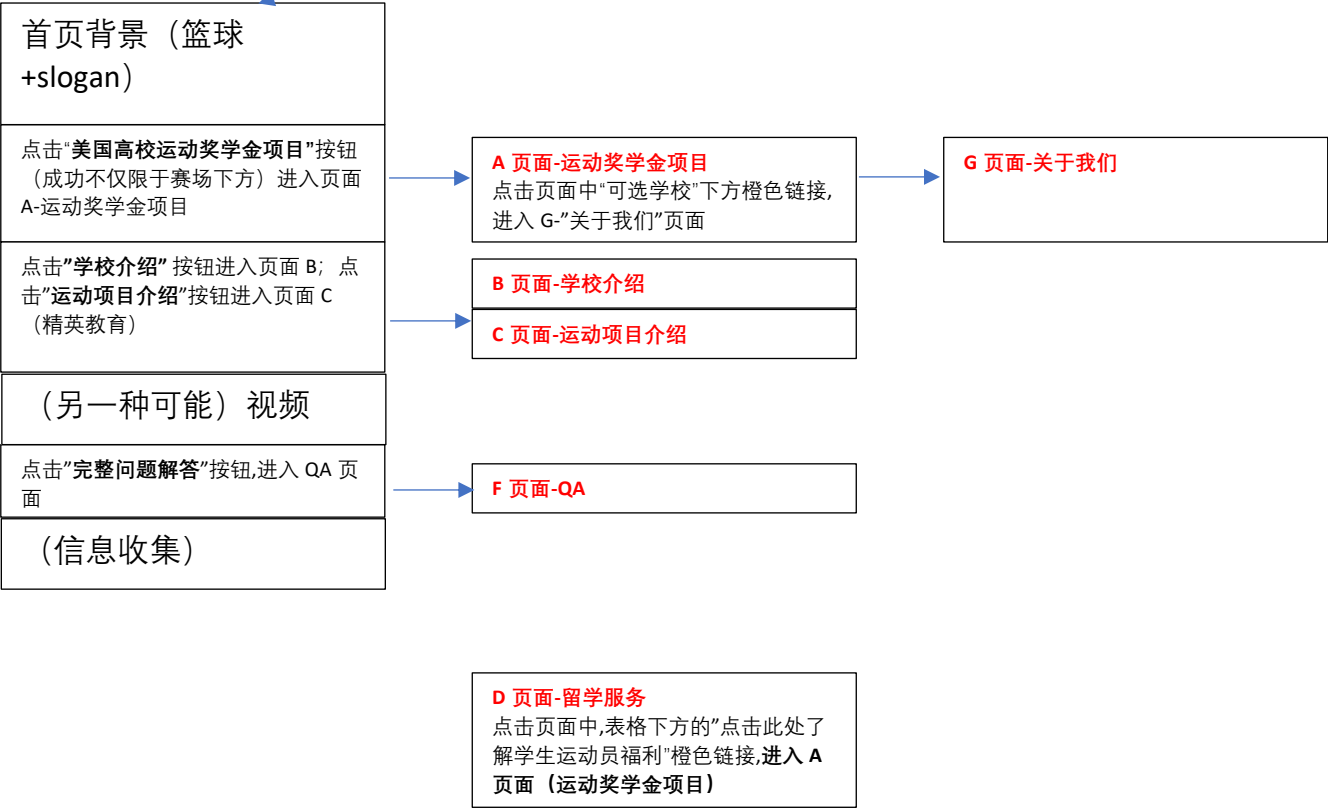 首页背景（篮球
+slogan）
点击“美国高校运动奖学金项目”按钮
（成功不仅限于赛场下方）进入页面
A-运动奖学金项目
A 页面-运动奖学金项目
点击页面中“可选学校”下方橙色链接,
进入 G-”关于我们”页面
G 页面-关于我们
点击”学校介绍” 按钮进入页面 B；点
击”运动项目介绍”按钮进入页面 C
（精英教育）
B 页面-学校介绍
C 页面-运动项目介绍
（另一种可能）视频
点击”完整问题解答”按钮,进入 QA 页
面
F 页面-QA
（信息收集）
D 页面-留学服务
点击页面中,表格下方的”点击此处了
解学生运动员福利”橙色链接,进入 A
页面（运动奖学金项目）